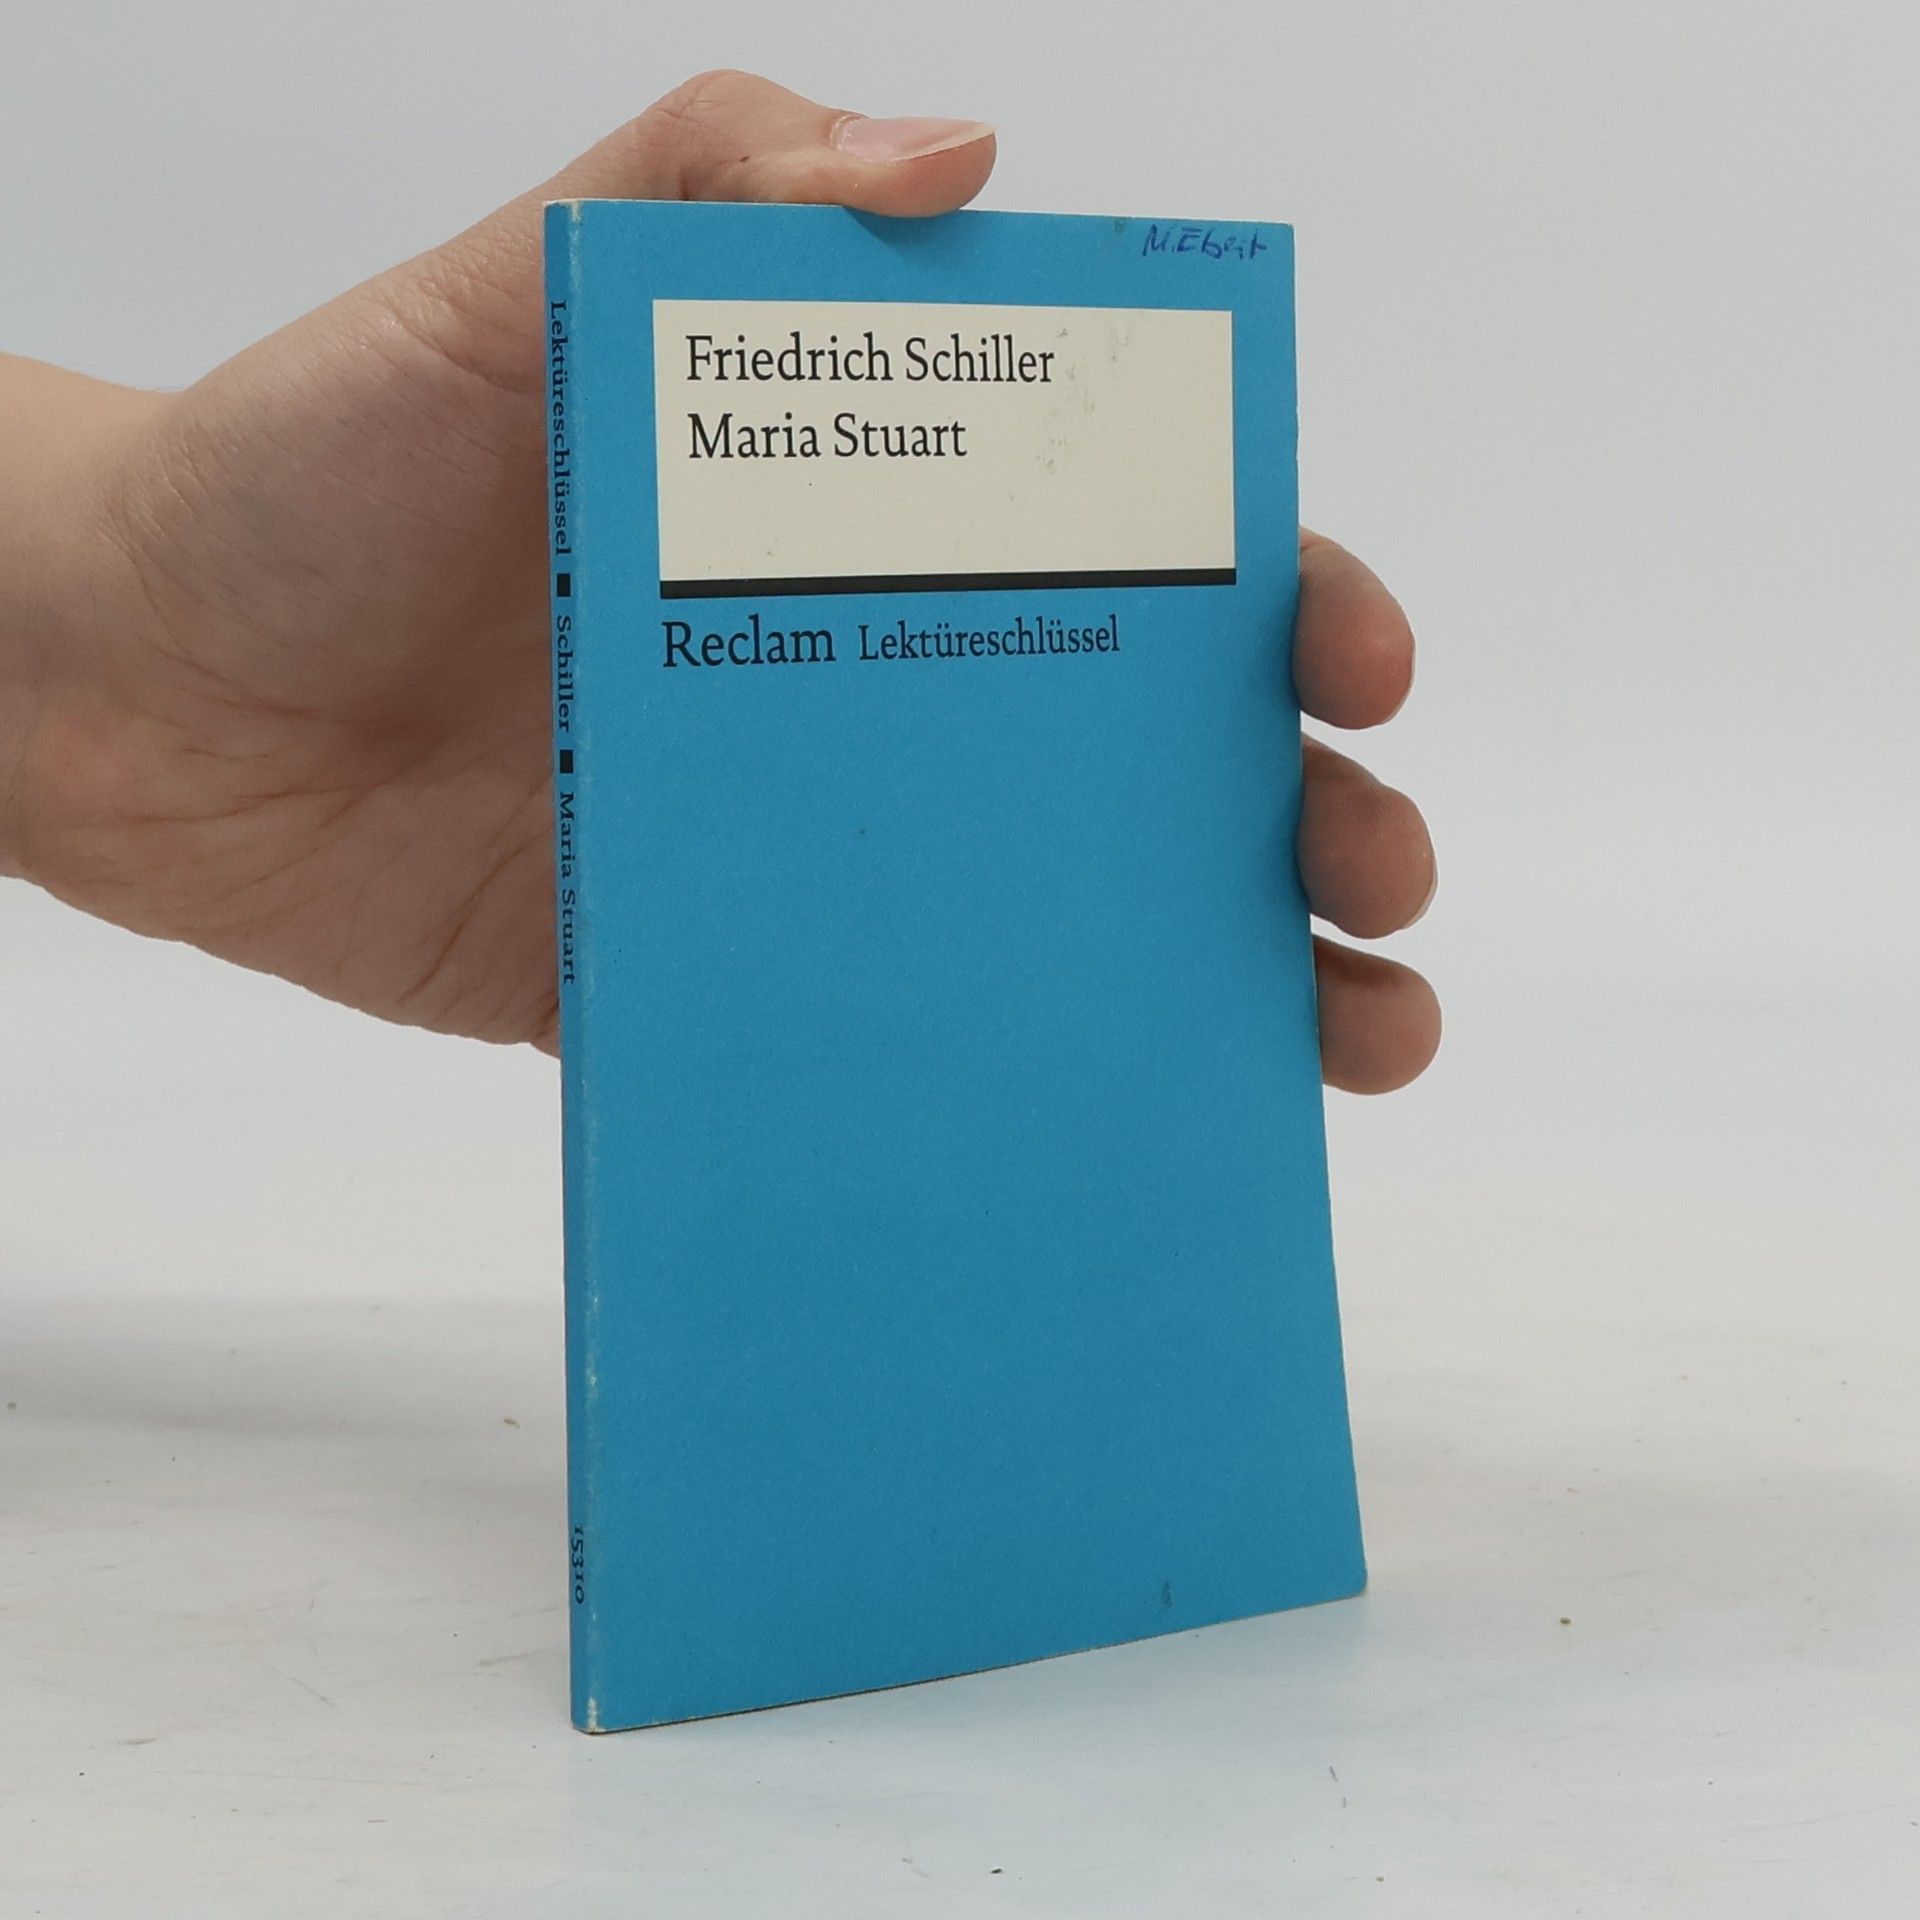 M. Ebert
Friedrich Schiller
Maria Stuart
Reclam Lektüreschlüssel
Lektüreschlüssel ■ Schiller ■ Maria Stuart
15310